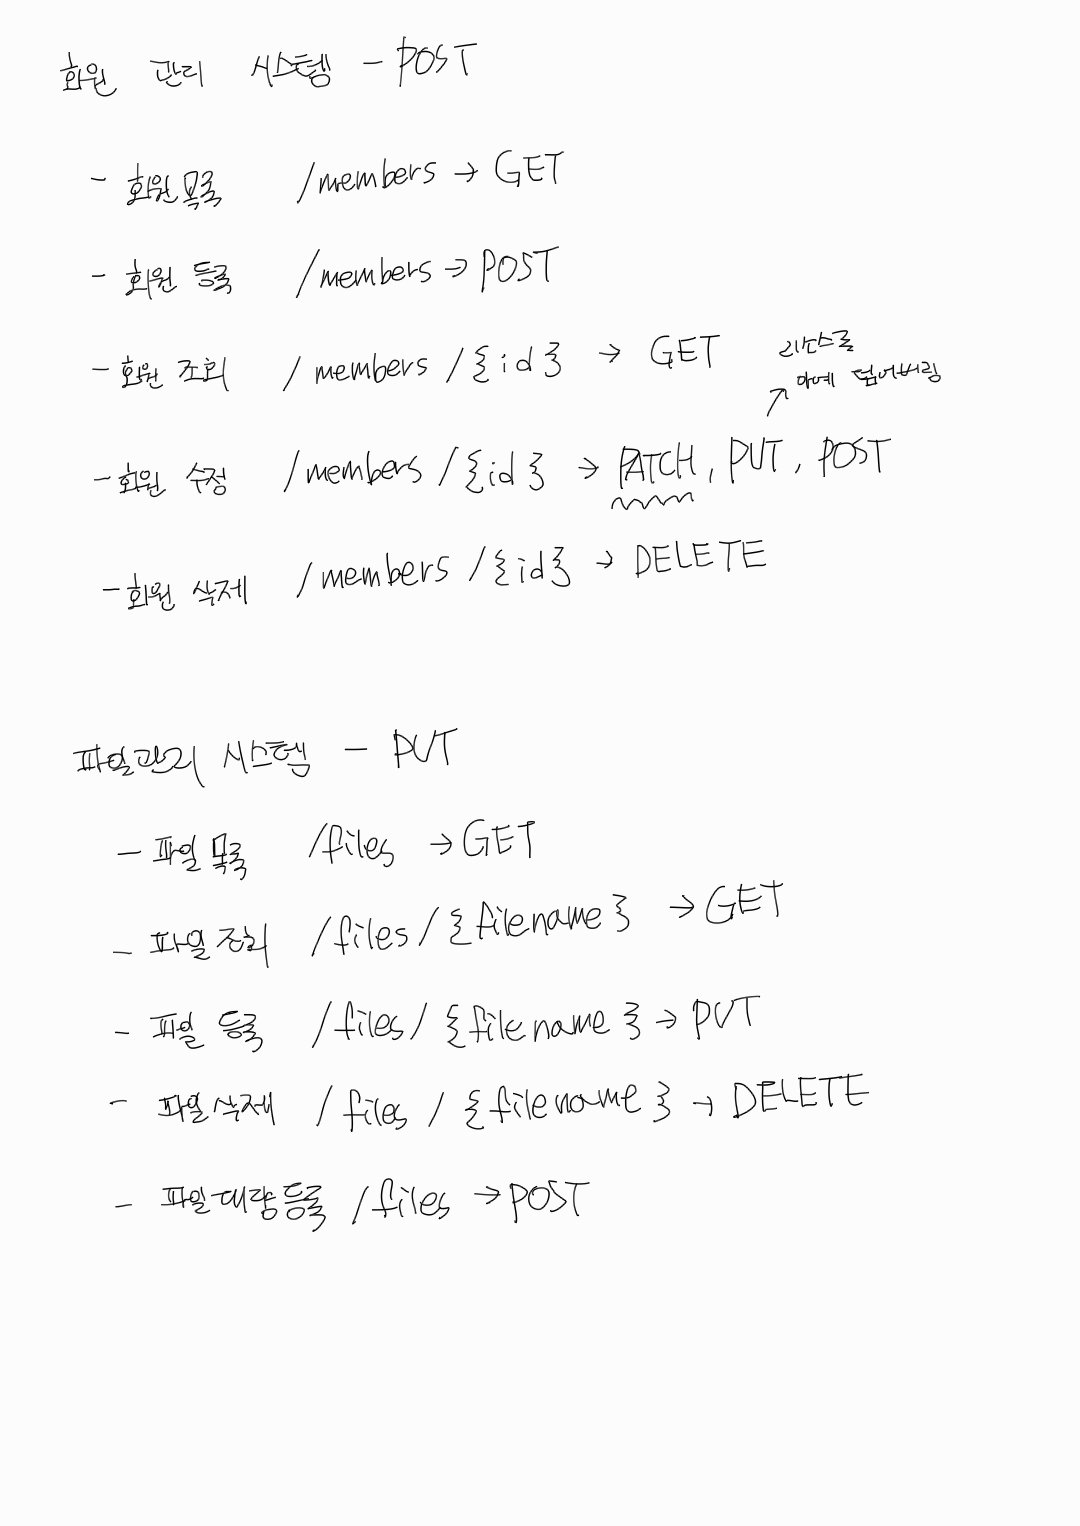 회원 관리 시스템 - POST
- 회원 목록 /members → GET
- 회원 등록 /members → POST
- 회원 조회 /members/{id} → GET
리소스를
아예 덮어버림
- 회원 수정 /members/{id} → PATCH, PUT, POST
- 회원 삭제 /members/{id} → DELETE
파일관리 시스템 - PUT
- 파일 목록 /files → GET
- 파일 조회 /files/{filename} → GET
- 파일 등록 /files/{filename} → PUT
- 파일 삭제 /files/{filename} → DELETE
- 파일 대량 등록 /files → POST